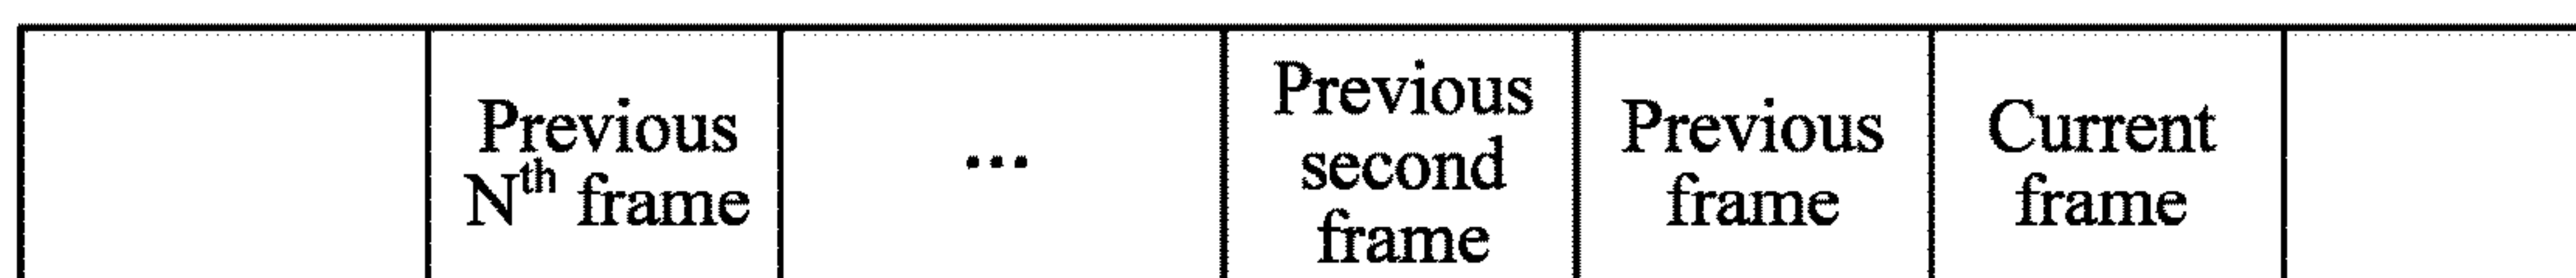 Previous
Nth frame
...
Previous
second
frame
Previous
frame
Current
frame